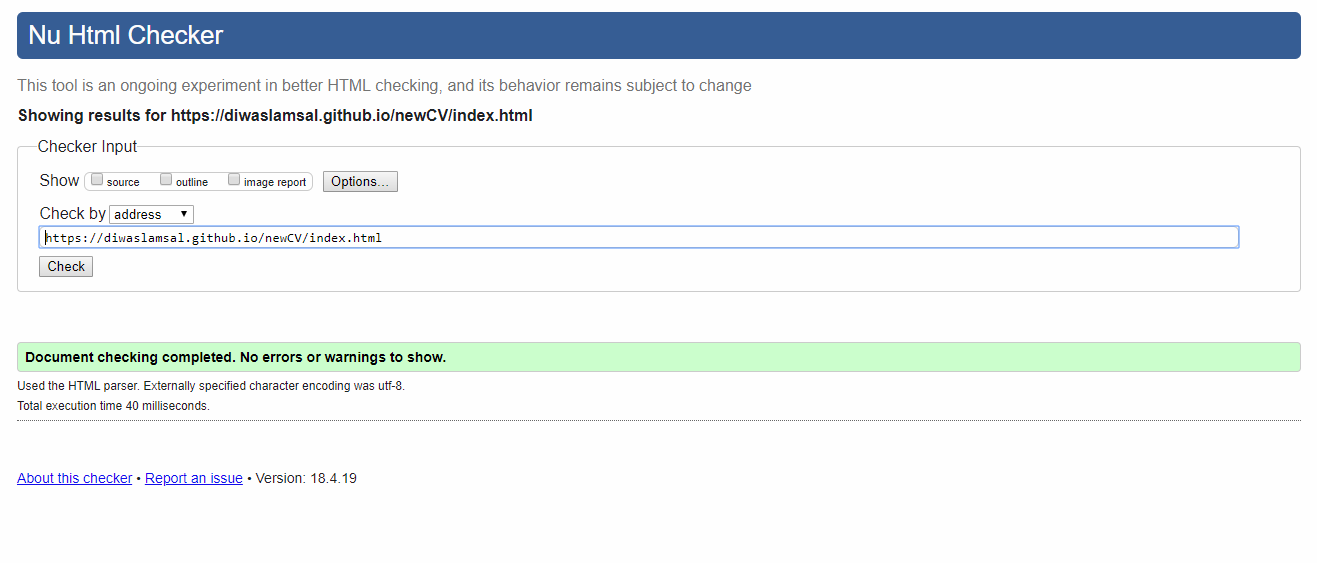 Nu Html Checker
This tool is an ongoing experiment in better HTML checking, and its behavior remains subject to change
Showing results for https://diwaslamsal.github.io/newCV/index.html
Checker Input
Show source outline image report Options...
Check by address
https://diwaslamsal.github.io/newCV/index.html
Check
Document checking completed. No errors or warnings to show.
Used the HTML parser. Externally specified character encoding was utf-8.
Total execution time 40 milliseconds.
About this checker • Report an issue • Version: 18.4.19